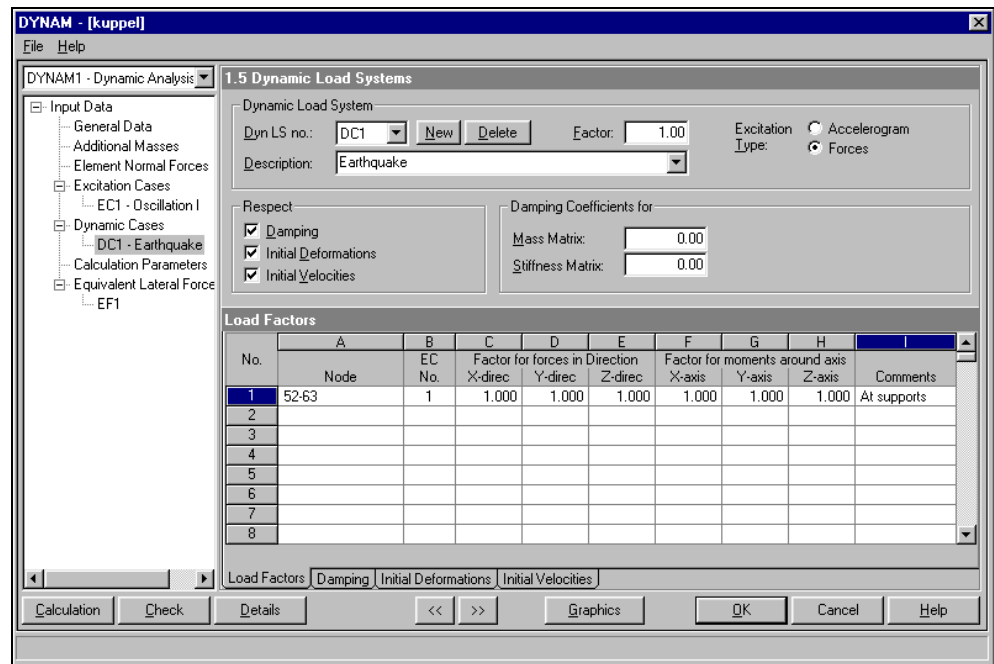 DYNAM - [kuppel]
File Help
DYNAM1 - Dynamic Analysis
Input Data
General Data
Additional Masses
Element Normal Forces
Excitation Cases
EC1 - Oscillation I
Dynamic Cases
DC1 - Earthquake
Calculation Parameters
Equivalent Lateral Force
EF1
1.5 Dynamic Load Systems
Dynamic Load System
Dyn LS no.: DC1 New Delete Factor: 1.00 Excitation Type: Accelerogram Forces
Description: Earthquake
Respect
Damping
Initial Deformations
Initial Velocities
Damping Coefficients for
Mass Matrix: 0.00
Stiffness Matrix: 0.00
Load Factors
A B C D E F G H I
No. EC Factor for forces in Direction Factor for moments around axis
Node No. X-direc Y-direc Z-direc X-axis Y-axis Z-axis Comments
1 52-63 1 1.000 1.000 1.000 1.000 1.000 1.000 At supports
2
3
4
5
6
7
8
Load Factors Damping Initial Deformations Initial Velocities
Calculation Check Details << >> Graphics OK Cancel Help